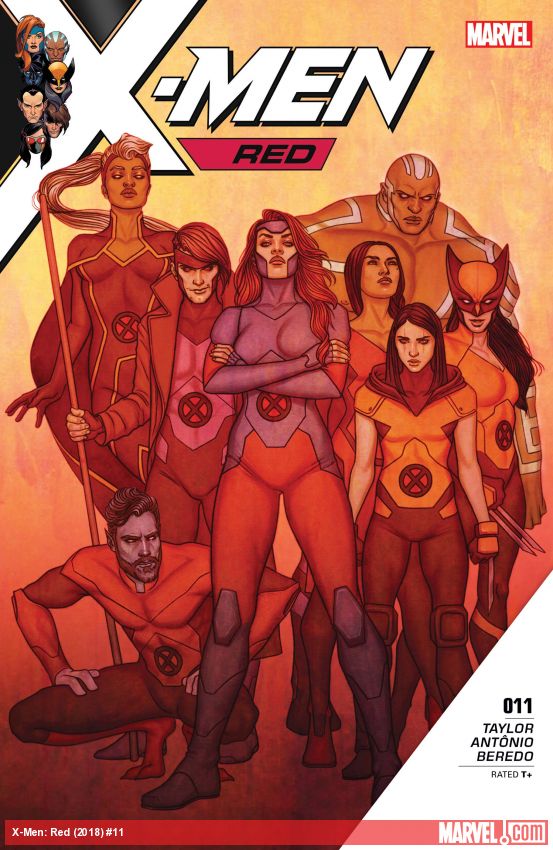 MARVEL
X-MEN
RED
011
TAYLOR
ANTÔNIO
BEREDO
RATED T+
X-Men: Red (2018) #11
MARVEL.com